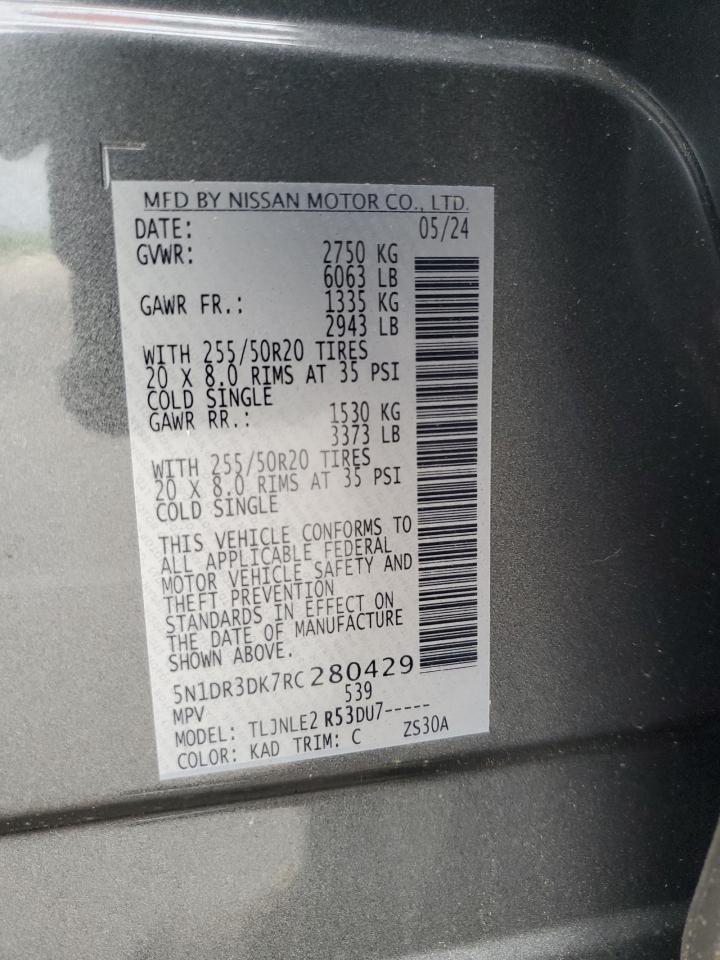 MFD BY NISSAN MOTOR CO., LTD.
DATE: 05/24
GVWR: 2750 KG
6063 LB
GAWR FR.: 1335 KG
2943 LB
WITH 255/50R20 TIRES
20 X 8.0 RIMS AT 35 PSI
COLD SINGLE
GAWR RR.: 1530 KG
3373 LB
WITH 255/50R20 TIRES
20 X 8.0 RIMS AT 35 PSI
COLD SINGLE
THIS VEHICLE CONFORMS TO
ALL APPLICABLE FEDERAL
MOTOR VEHICLE SAFETY AND
THEFT PREVENTION
STANDARDS IN EFFECT ON
THE DATE OF MANUFACTURE
SHOWN ABOVE.
5N1DR3DK7RC280429
MPV 539
MODEL: TLJNLE2 R53DU7-----
COLOR: KAD TRIM: C ZS30A